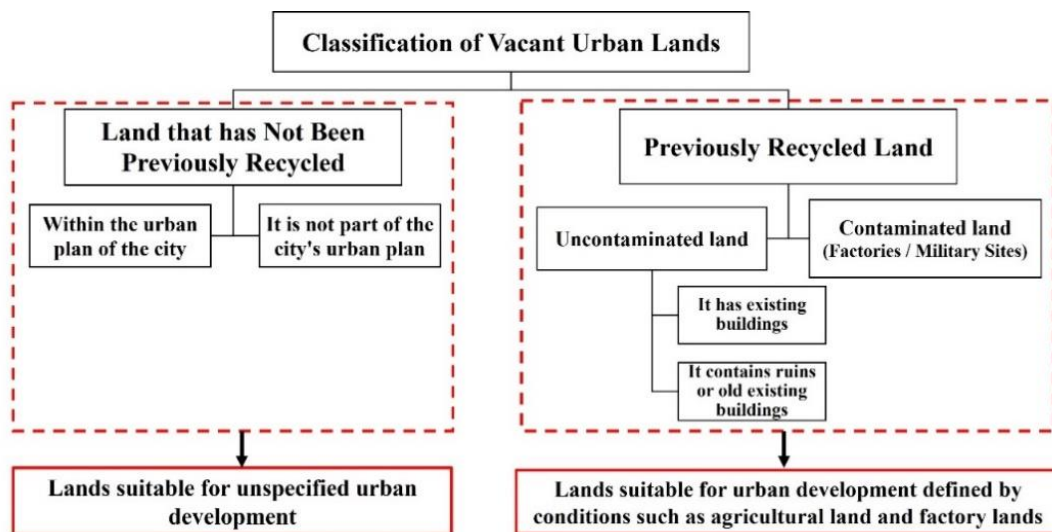 Classification of Vacant Urban Lands
Land that has Not Been
Previously Recycled
Within the urban
plan of the city
It is not part of the
city's urban plan
Previously Recycled Land
Uncontaminated land
Contaminated land
(Factories / Military Sites)
It has existing
buildings
It contains ruins
or old existing
buildings
Lands suitable for unspecified urban
development
Lands suitable for urban development defined by
conditions such as agricultural land and factory lands